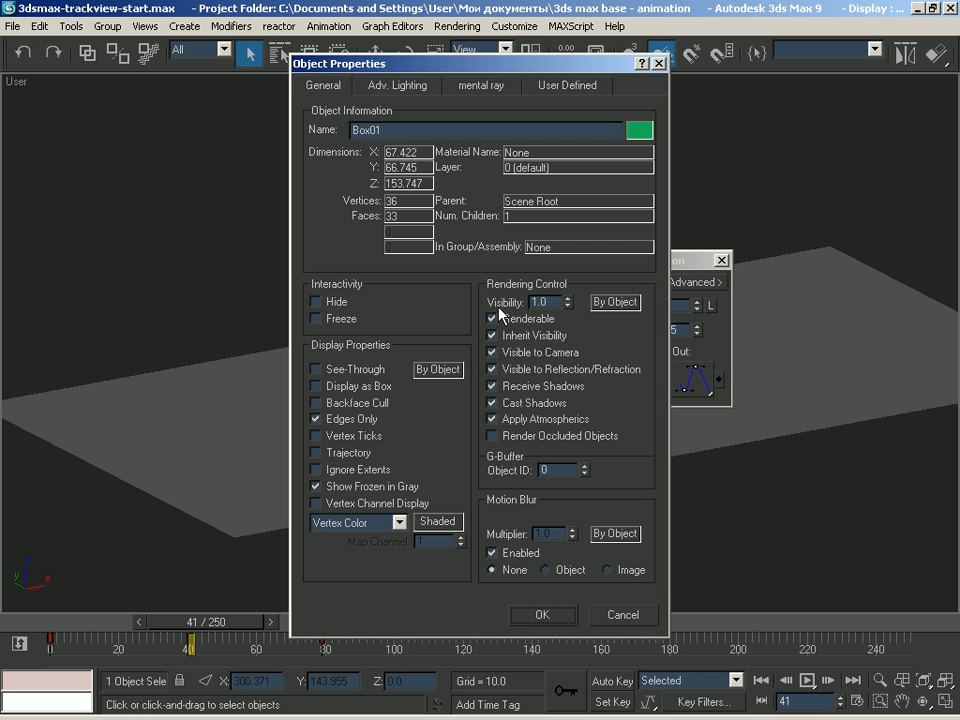 3dsmax-trackview-start.max - Project Folder: C:\Documents and Settings\User\Мои документы\3ds max base - animation - Autodesk 3ds Max 9 - Display : ...
File Edit Tools Group Views Create Modifiers reactor Animation Graph Editors Rendering Customize MAXScript Help
All View
User
Object Properties
General Adv. Lighting mental ray User Defined
Object Information
Name: Box01
Dimensions: X: 67.422 Material Name: None
Y: 66.745 Layer: 0 (default)
Z: 153.747
Vertices: 36 Parent: Scene Root
Faces: 33 Num. Children: 1
0
0 In Group/Assembly: None
on
Advanced >
L
5
Out:
Interactivity
Hide
Freeze
Display Properties
See-Through By Object
Display as Box
Backface Cull
Edges Only
Vertex Ticks
Trajectory
Ignore Extents
Show Frozen in Gray
Vertex Channel Display
Vertex Color Shaded
Map Channel: 1
Rendering Control
Visibility: 1.0 By Object
Renderable
Inherit Visibility
Visible to Camera
Visible to Reflection/Refraction
Receive Shadows
Cast Shadows
Apply Atmospherics
Render Occluded Objects
G-Buffer
Object ID: 0
Motion Blur
Multiplier: 1.0 By Object
Enabled
None Object Image
OK Cancel
z
y x
< 41 / 250 >
0 20 40 60 80 100 120 140 160 180 200 220 240
1 Object Sele X: 300.371 Y: 143.955 Z: 0.0 Grid = 10.0 Auto Key Selected
Click or click-and-drag to select objects Add Time Tag Set Key Key Filters... 41